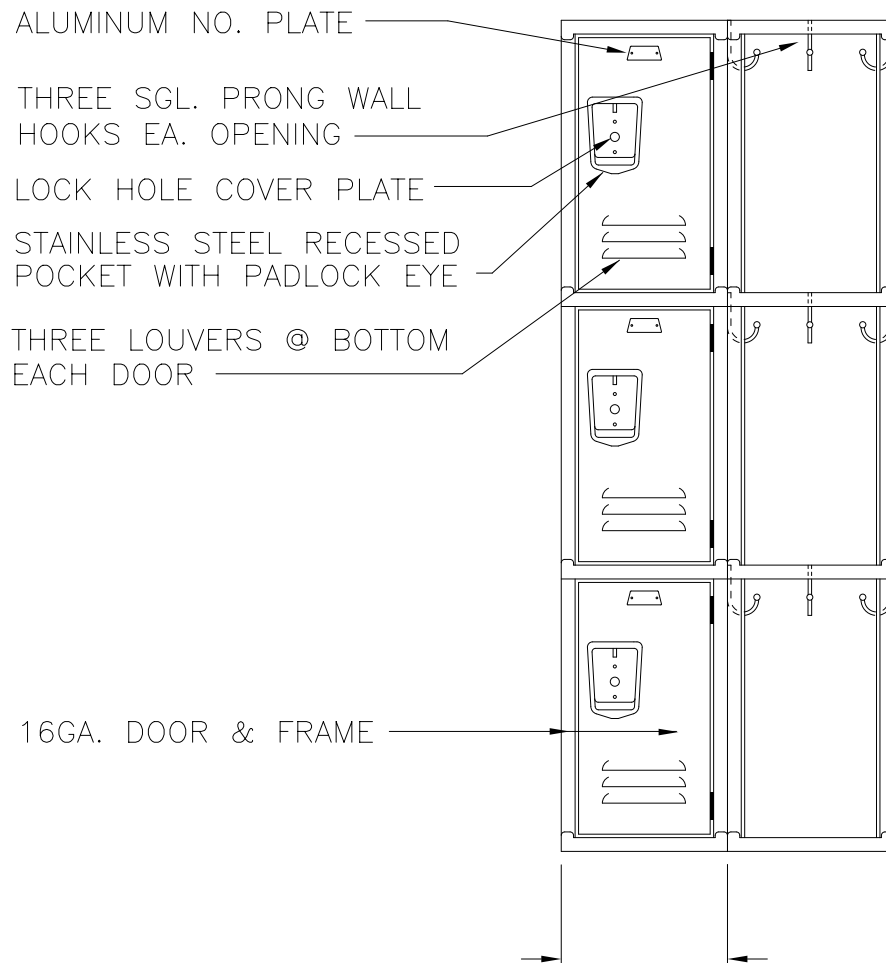 ALUMINUM NO. PLATE
THREE SGL. PRONG WALL
HOOKS EA. OPENING
LOCK HOLE COVER PLATE
STAINLESS STEEL RECESSED
POCKET WITH PADLOCK EYE
THREE LOUVERS @ BOTTOM
EACH DOOR
16GA. DOOR & FRAME